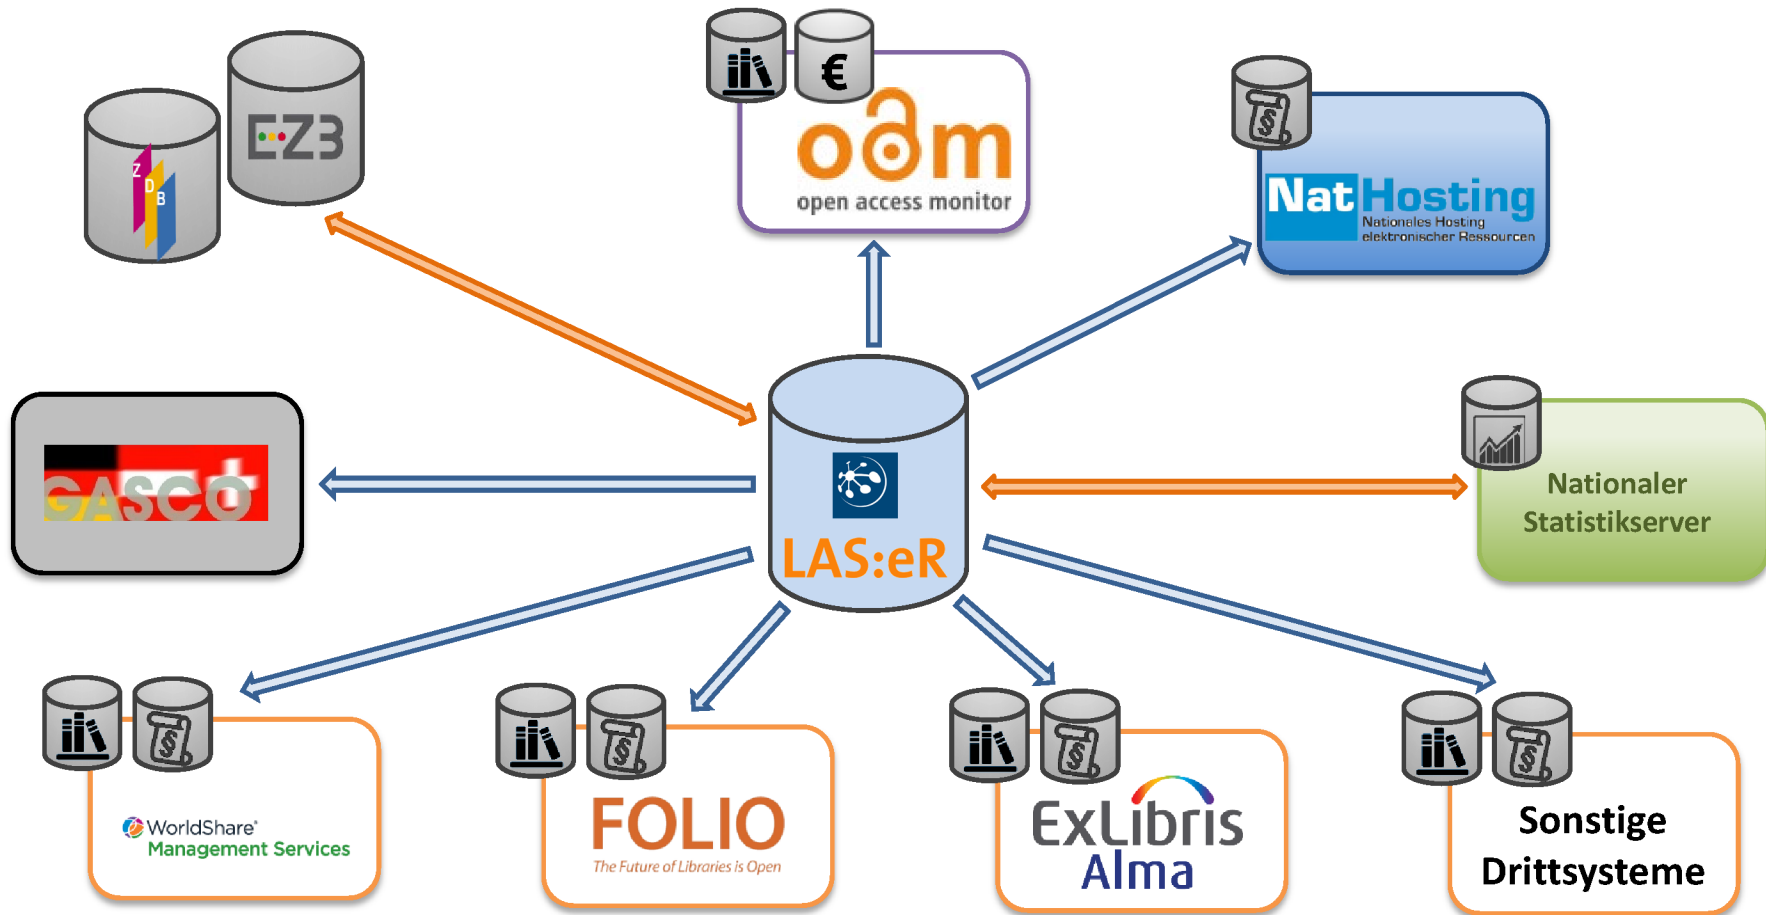 EZB
Z
D
B
€
oam
open access monitor
§
NatHosting
Nationales Hosting
elektronischer Ressourcen
GASCO
LAS:eR
Nationaler
Statistikserver
§
WorldShare®
Management Services
§
FOLIO
The Future of Libraries is Open
§
ExLibris
Alma
§
Sonstige
Drittsysteme